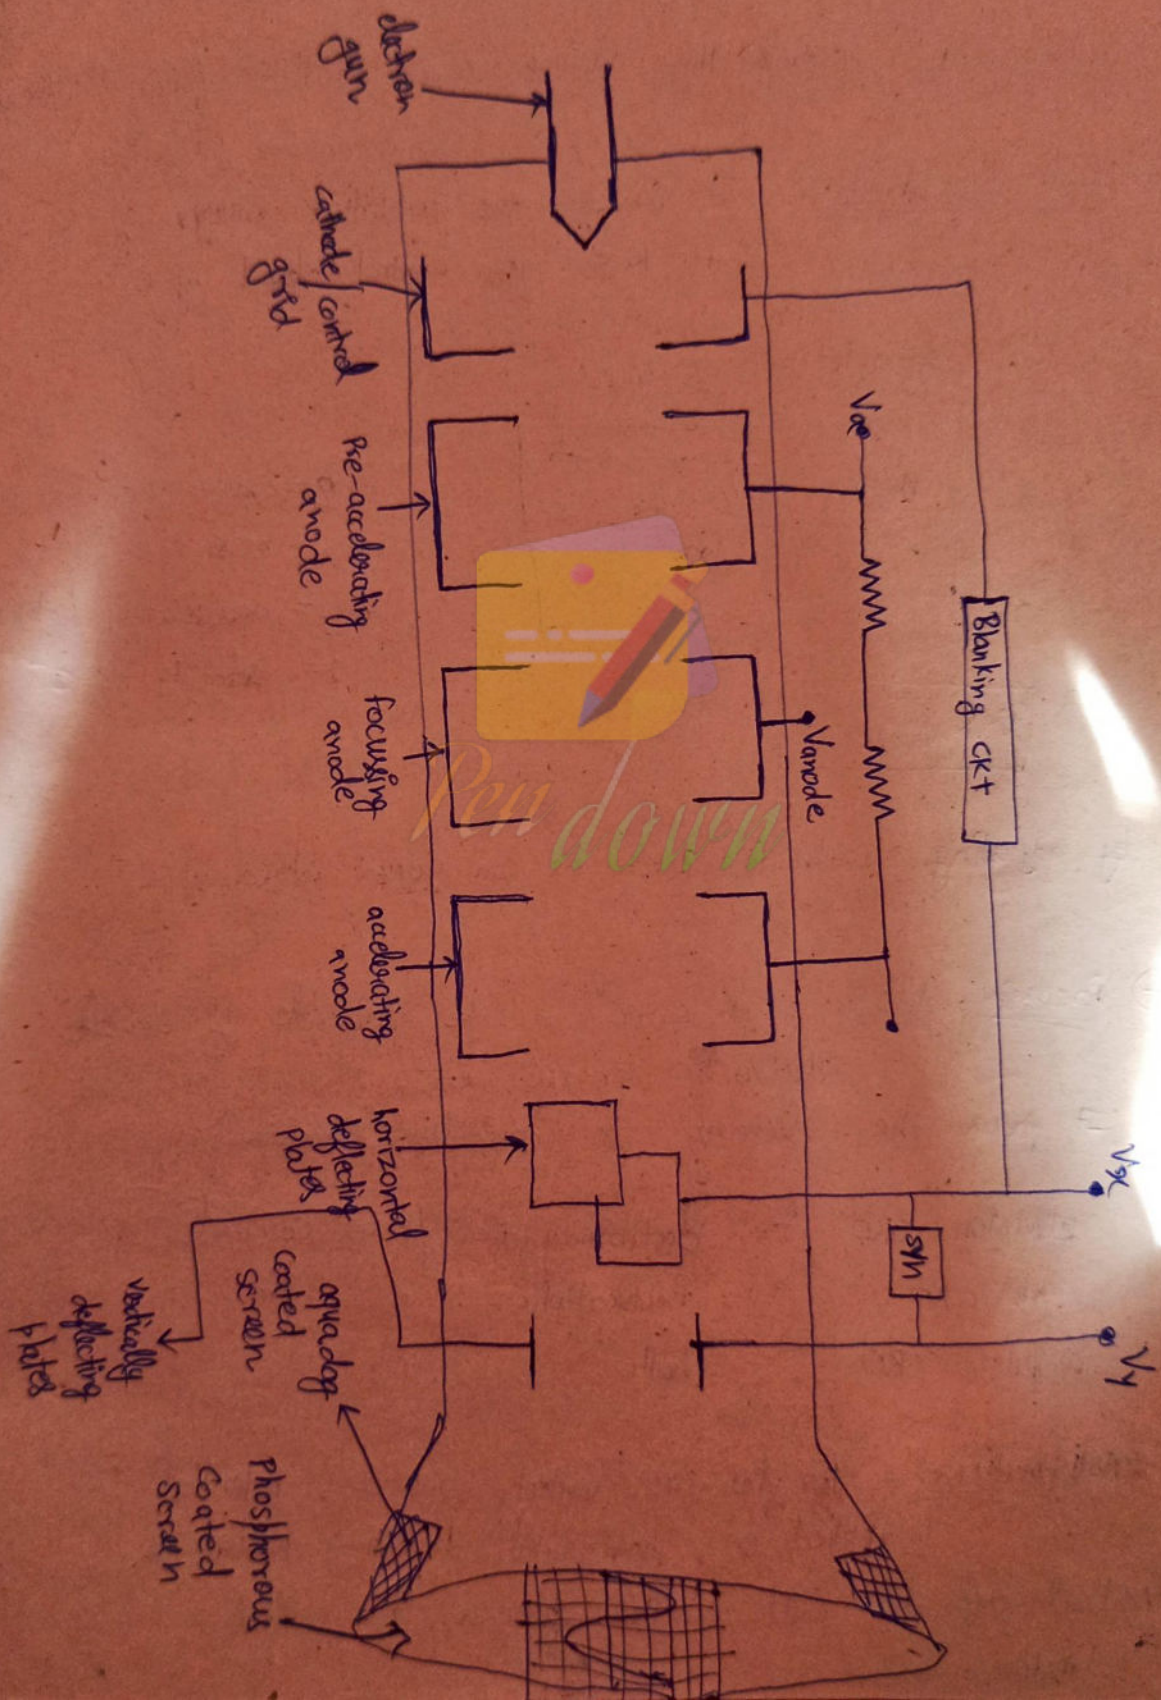 electron
gun
cathode/control
grid
Pre-accelerating
anode
focussing
anode
accelerating
anode
horizontal
deflecting
plates
vertically
deflecting
plates
aquadag
coated
screen
Phosphorous
Coated
Screen
Va
Vanode
Blanking CKt
Vx
syn
Vy
Pen down